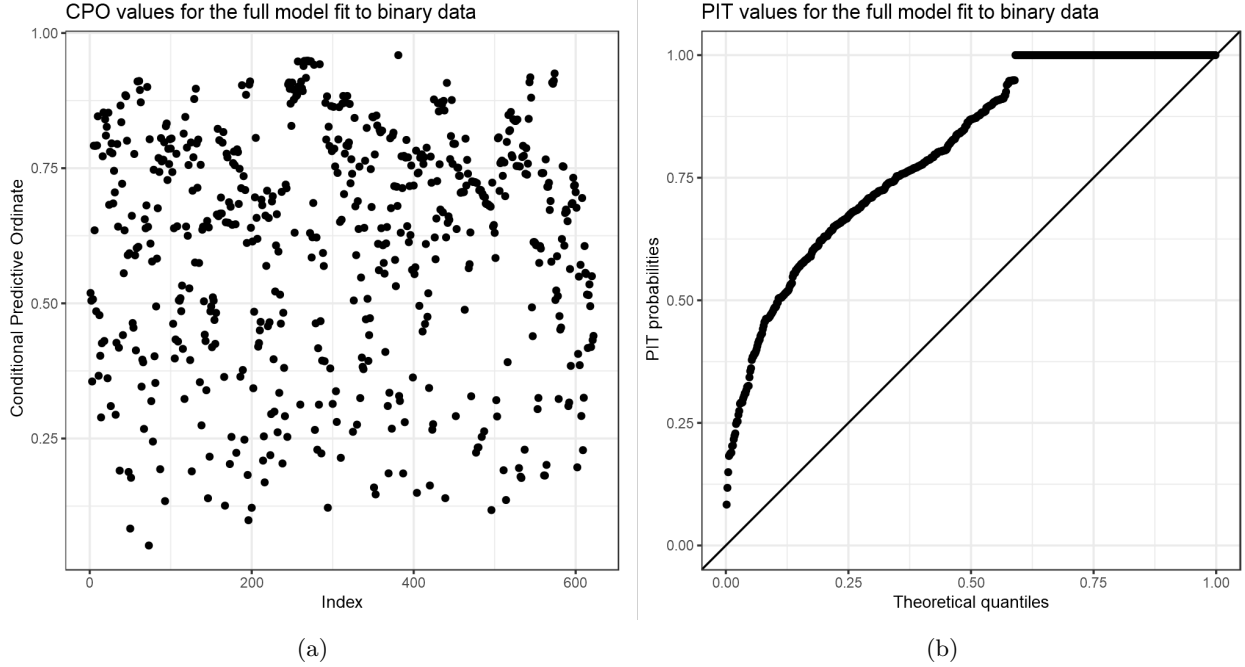 CPO values for the full model fit to binary data
Conditional Predictive Ordinate
1.00
0.75
0.50
0.25
0
200
400
600
Index
(a)
PIT values for the full model fit to binary data
PIT probabilities
1.00
0.75
0.50
0.25
0.00
0.00
0.25
0.50
0.75
1.00
Theoretical quantiles
(b)